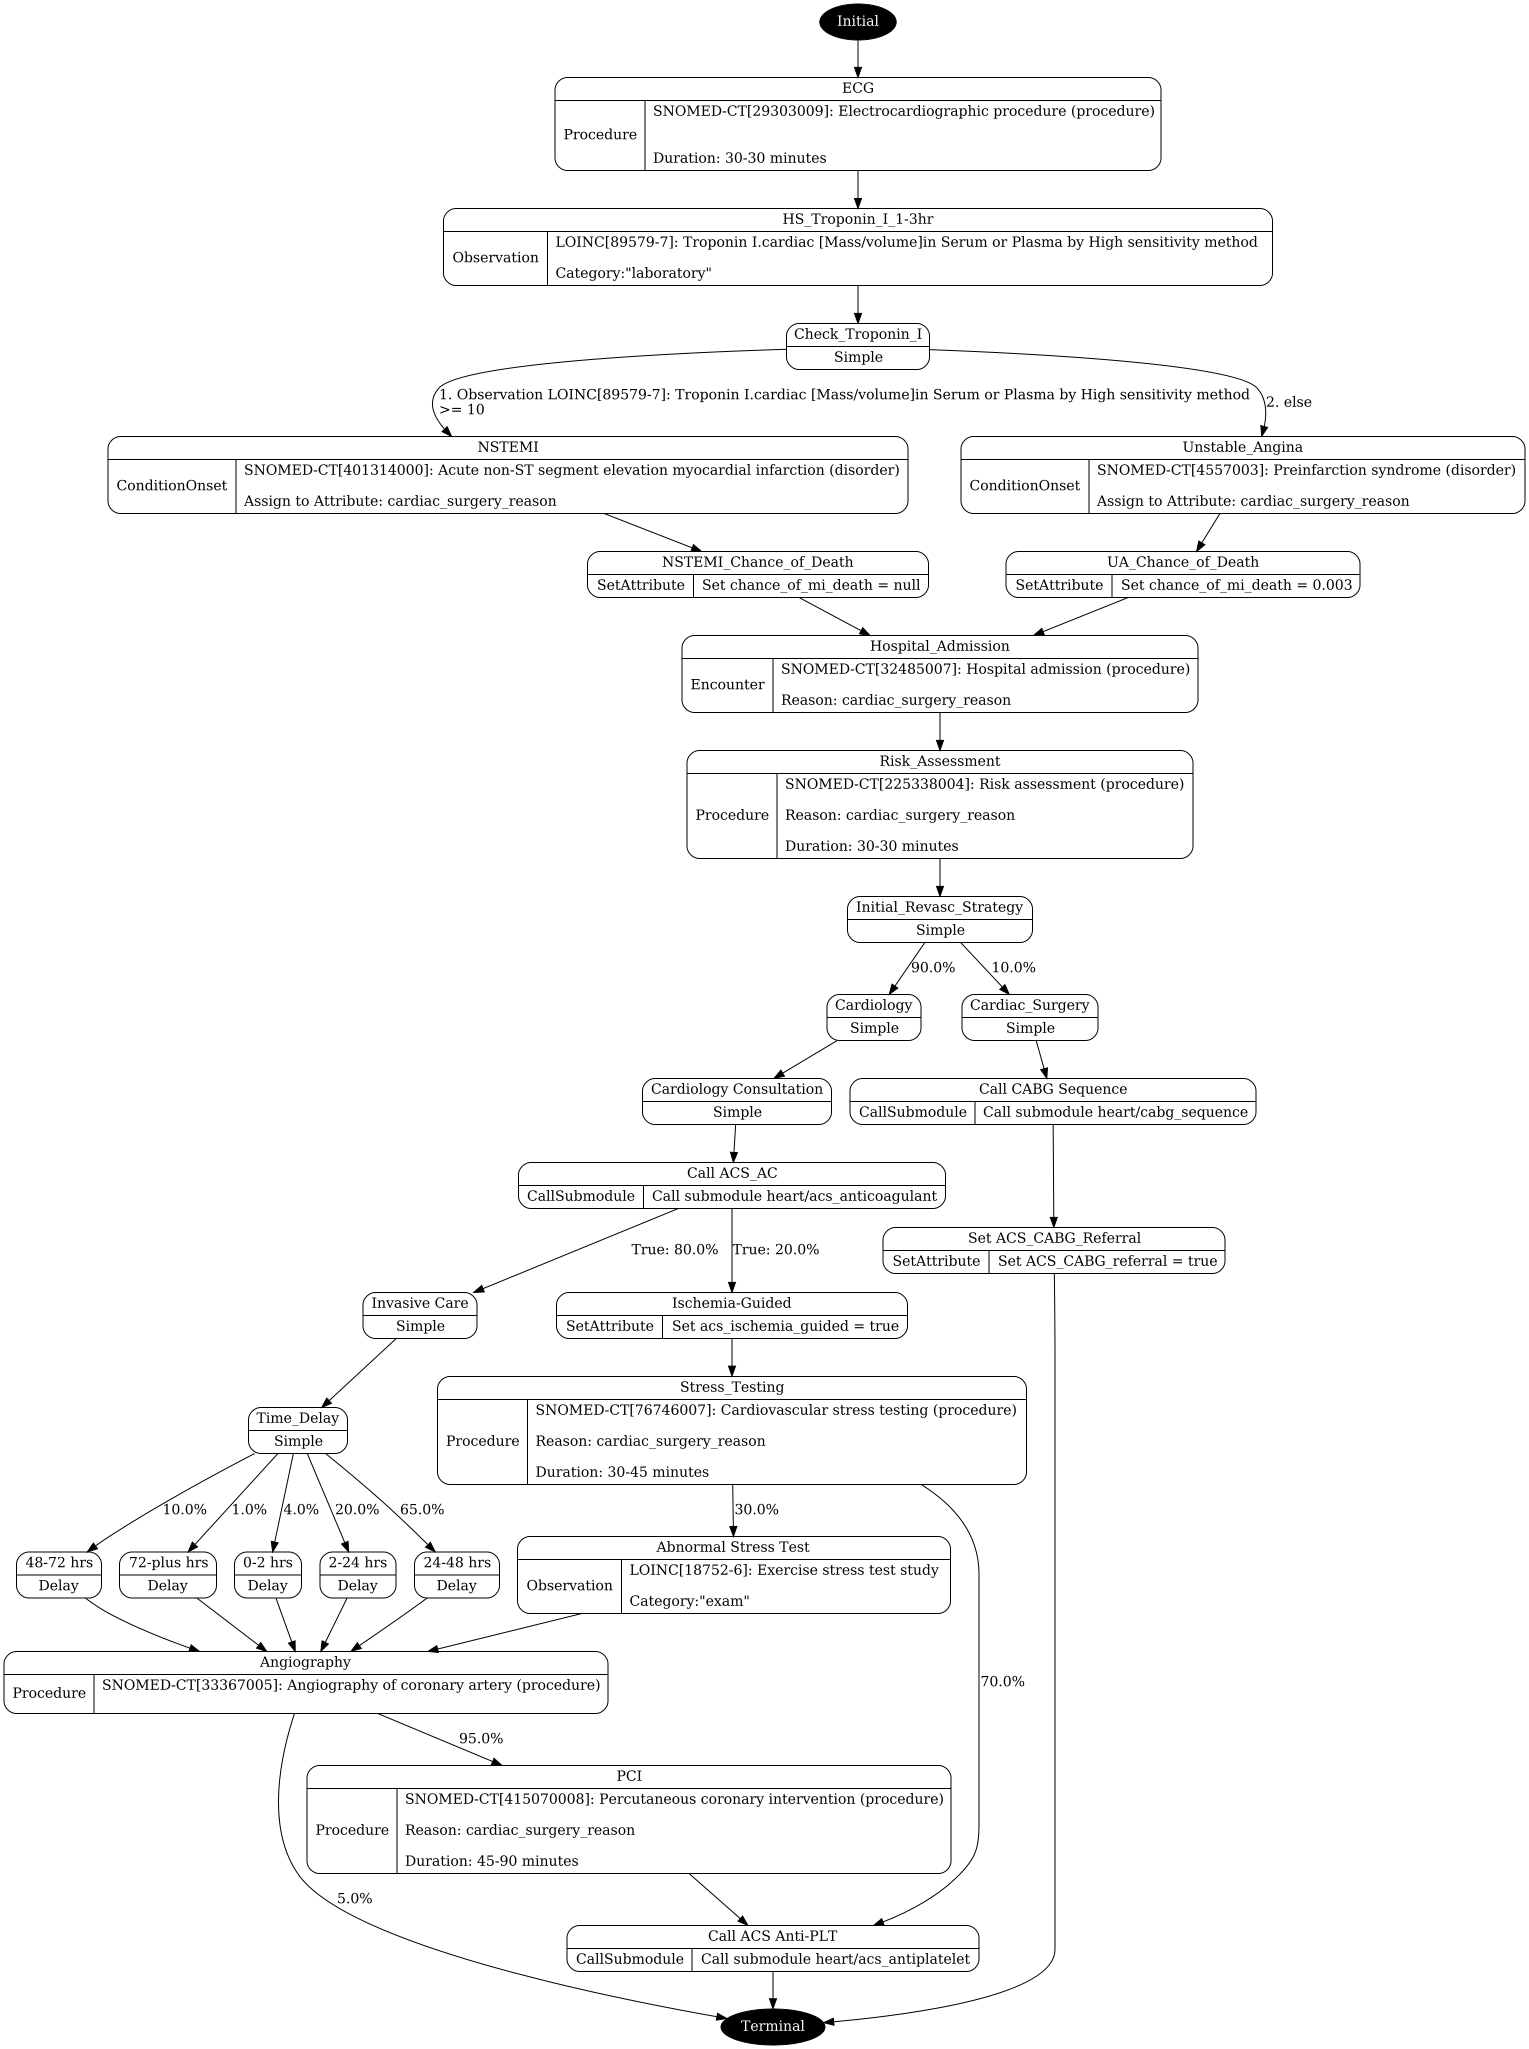 Initial
ECG
Procedure
SNOMED-CT[29303009]: Electrocardiographic procedure (procedure)
Duration: 30-30 minutes
HS_Troponin_I_1-3hr
Observation
LOINC[89579-7]: Troponin I.cardiac [Mass/volume]in Serum or Plasma by High sensitivity method
Category:"laboratory"
Check_Troponin_I
Simple
1. Observation LOINC[89579-7]: Troponin I.cardiac [Mass/volume]in Serum or Plasma by High sensitivity method
>= 10
2. else
NSTEMI
ConditionOnset
SNOMED-CT[401314000]: Acute non-ST segment elevation myocardial infarction (disorder)
Assign to Attribute: cardiac_surgery_reason
Unstable_Angina
ConditionOnset
SNOMED-CT[4557003]: Preinfarction syndrome (disorder)
Assign to Attribute: cardiac_surgery_reason
NSTEMI_Chance_of_Death
SetAttribute
Set chance_of_mi_death = null
UA_Chance_of_Death
SetAttribute
Set chance_of_mi_death = 0.003
Hospital_Admission
Encounter
SNOMED-CT[32485007]: Hospital admission (procedure)
Reason: cardiac_surgery_reason
Risk_Assessment
Procedure
SNOMED-CT[225338004]: Risk assessment (procedure)
Reason: cardiac_surgery_reason
Duration: 30-30 minutes
Initial_Revasc_Strategy
Simple
90.0%
10.0%
Cardiology
Simple
Cardiac_Surgery
Simple
Cardiology Consultation
Simple
Call CABG Sequence
CallSubmodule
Call submodule heart/cabg_sequence
Call ACS_AC
CallSubmodule
Call submodule heart/acs_anticoagulant
True: 80.0%
True: 20.0%
Set ACS_CABG_Referral
SetAttribute
Set ACS_CABG_referral = true
Invasive Care
Simple
Ischemia-Guided
SetAttribute
Set acs_ischemia_guided = true
Stress_Testing
Procedure
SNOMED-CT[76746007]: Cardiovascular stress testing (procedure)
Reason: cardiac_surgery_reason
Duration: 30-45 minutes
Time_Delay
Simple
10.0%
1.0%
4.0%
20.0%
65.0%
30.0%
48-72 hrs
Delay
72-plus hrs
Delay
0-2 hrs
Delay
2-24 hrs
Delay
24-48 hrs
Delay
Abnormal Stress Test
Observation
LOINC[18752-6]: Exercise stress test study
Category:"exam"
Angiography
Procedure
SNOMED-CT[33367005]: Angiography of coronary artery (procedure)
70.0%
95.0%
PCI
Procedure
SNOMED-CT[415070008]: Percutaneous coronary intervention (procedure)
Reason: cardiac_surgery_reason
Duration: 45-90 minutes
5.0%
Call ACS Anti-PLT
CallSubmodule
Call submodule heart/acs_antiplatelet
Terminal